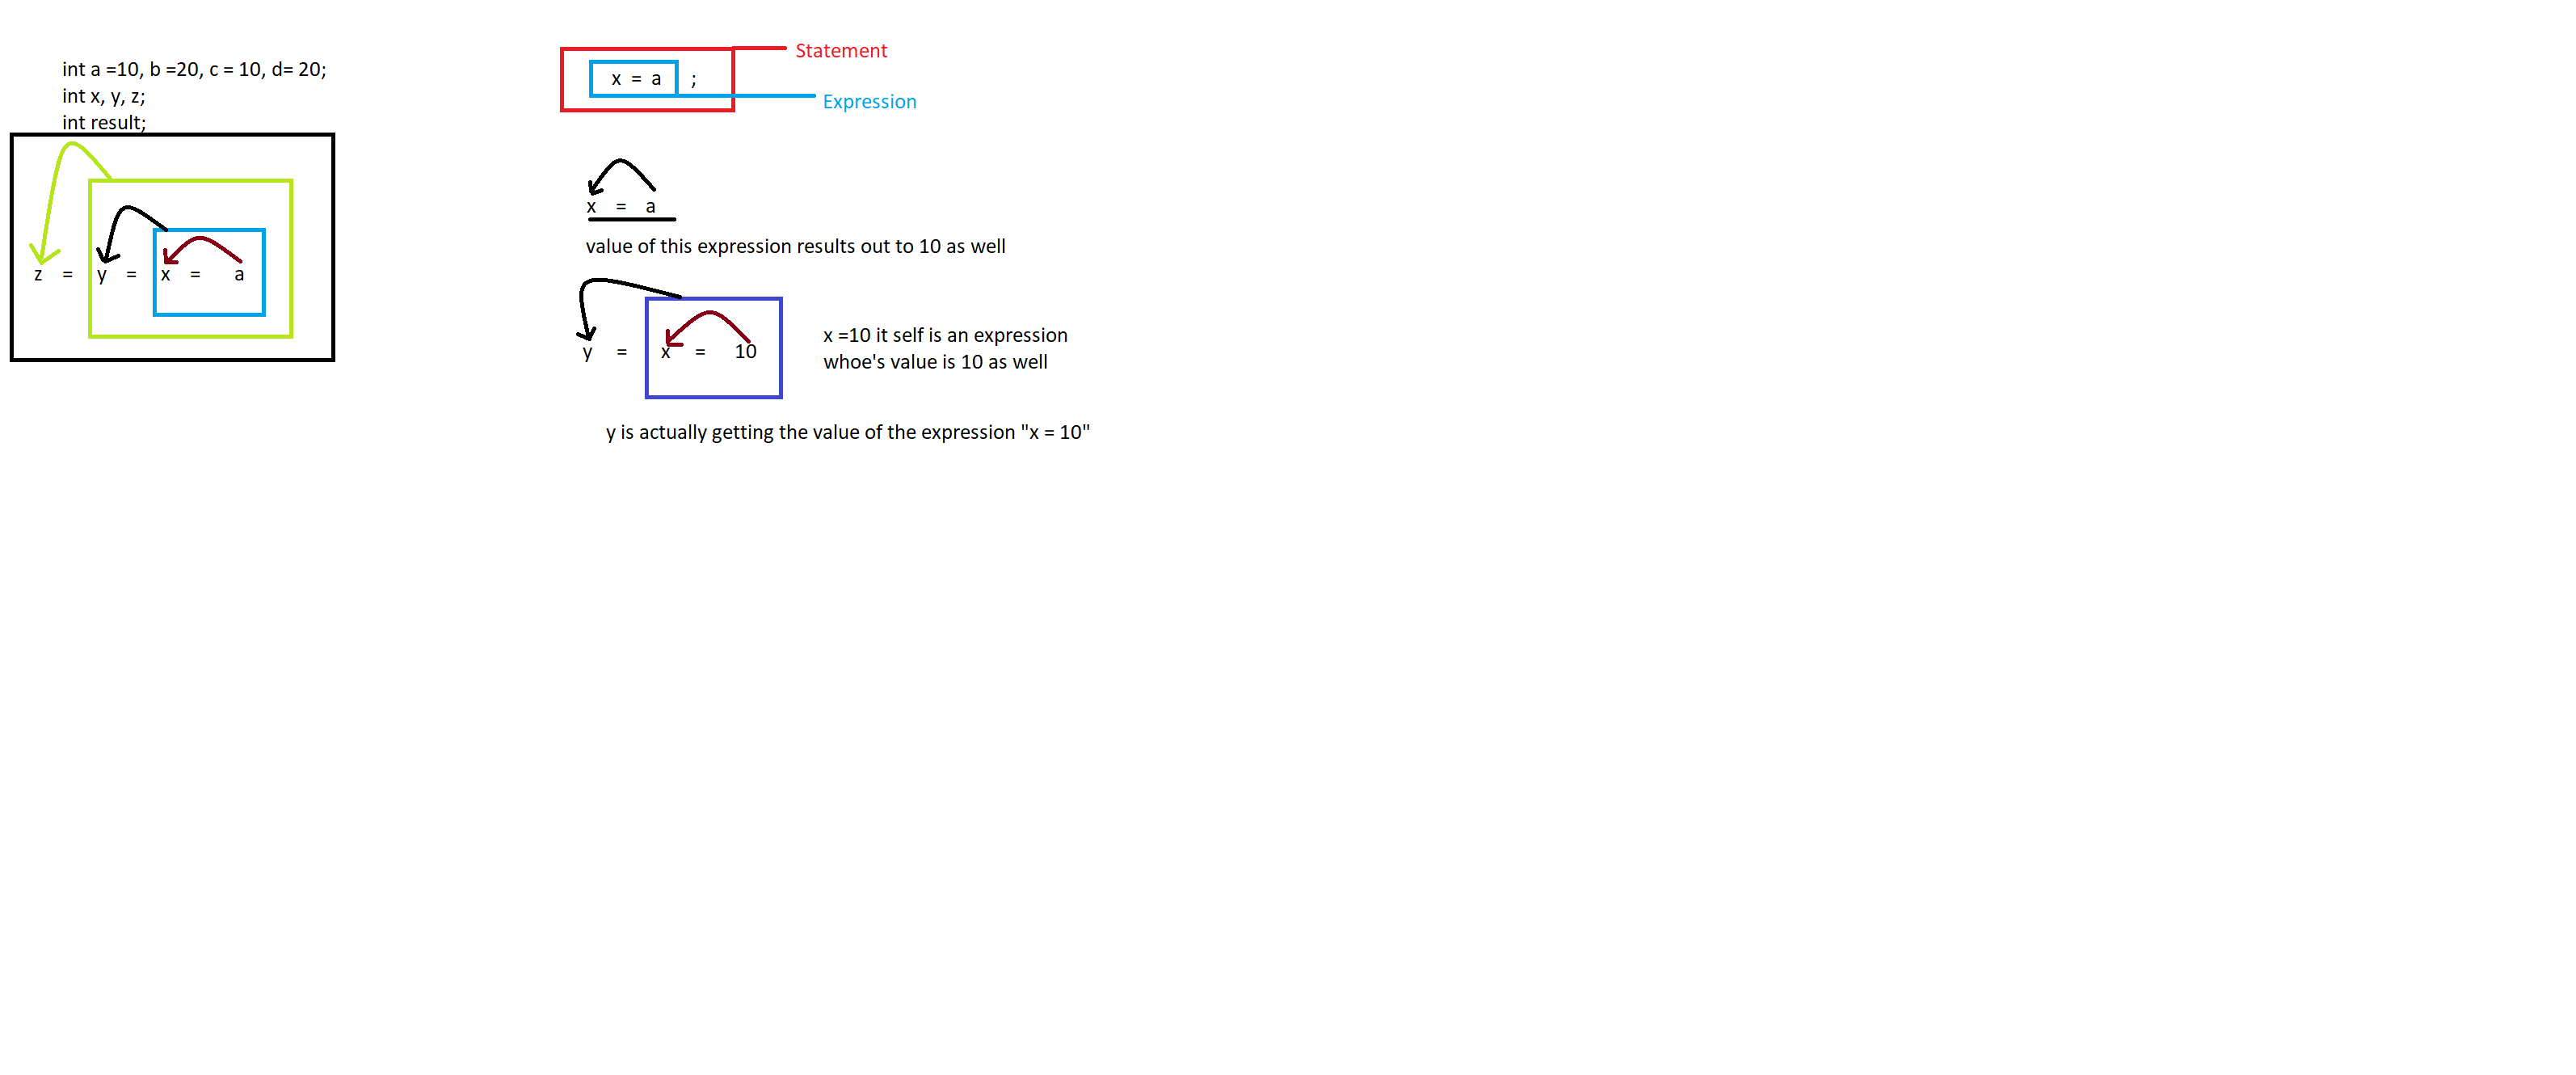 int a =10, b =20, c = 10, d= 20;
int x, y, z;
int result;
z = y = x = a
x = a ;
Statement
Expression
x = a
value of this expression results out to 10 as well
y = x = 10
x =10 it self is an expression
whoe's value is 10 as well
y is actually getting the value of the expression "x = 10"